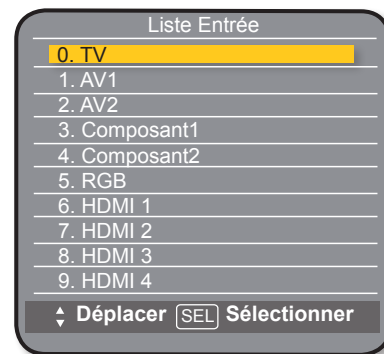 Liste Entrée
0. TV
1. AV1
2. AV2
3. Composant1
4. Composant2
5. RGB
6. HDMI 1
7. HDMI 2
8. HDMI 3
9. HDMI 4
Déplacer SEL Sélectionner